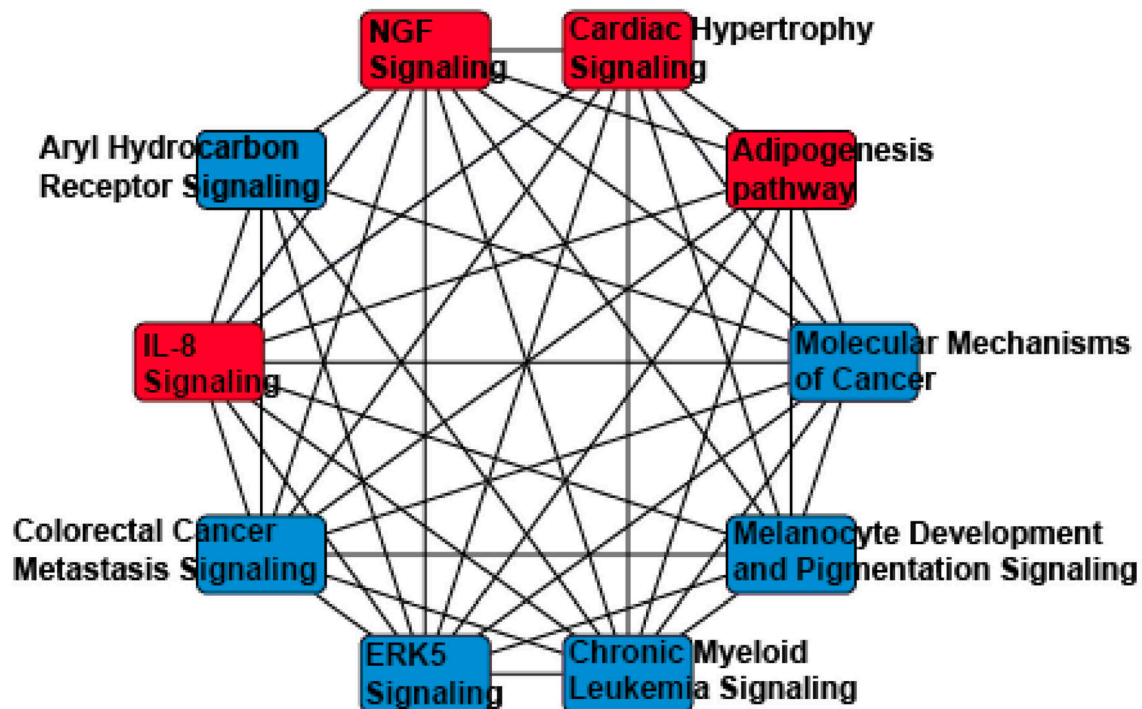 NGF
Signaling
Cardiac Hypertrophy
Signaling
Aryl Hydrocarbon
Receptor Signaling
Adipogenesis
pathway
IL-8
Signaling
Molecular Mechanisms
of Cancer
Colorectal Cancer
Metastasis Signaling
Melanocyte Development
and Pigmentation Signaling
ERK5
Signaling
Chronic Myeloid
Leukemia Signaling